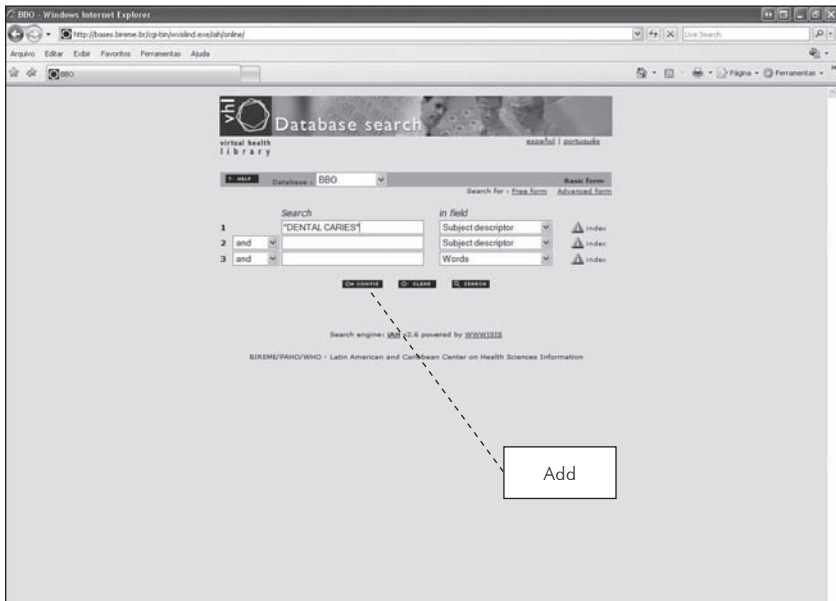 BBO - Windows Internet Explorer
http://bases.bireme.br/cgi-bin/wxislind.exe/iah/online/
Live Search
Arquivo Editar Exibir Favoritos Ferramentas Ajuda
BBO
Página Ferramentas
vhl
Database search
virtual health
library
español | português
? HELP Database : BBO Basic form
Search for : Free form Advanced form
Search in field
1 "DENTAL CARIES" Subject descriptor index
2 and Subject descriptor index
3 and Words index
CONFIG CLEAR SEARCH
Search engine: iAH v2.6 powered by WWWISIS
BIREME/PAHO/WHO - Latin American and Caribbean Center on Health Sciences Information
Add